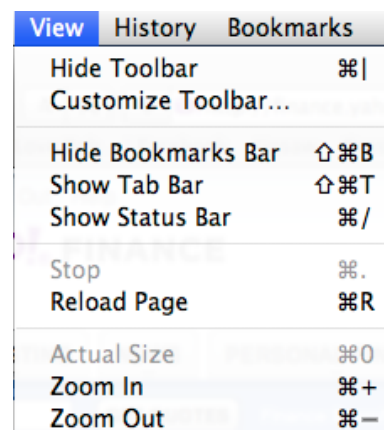 View History Bookmarks
Hide Toolbar ⌘|
Customize Toolbar...
Hide Bookmarks Bar ⇧⌘B
Show Tab Bar ⇧⌘T
Show Status Bar ⌘/
FINANCE
Stop ⌘.
Reload Page ⌘R
Actual Size ⌘0
Zoom In ⌘+
Zoom Out ⌘−